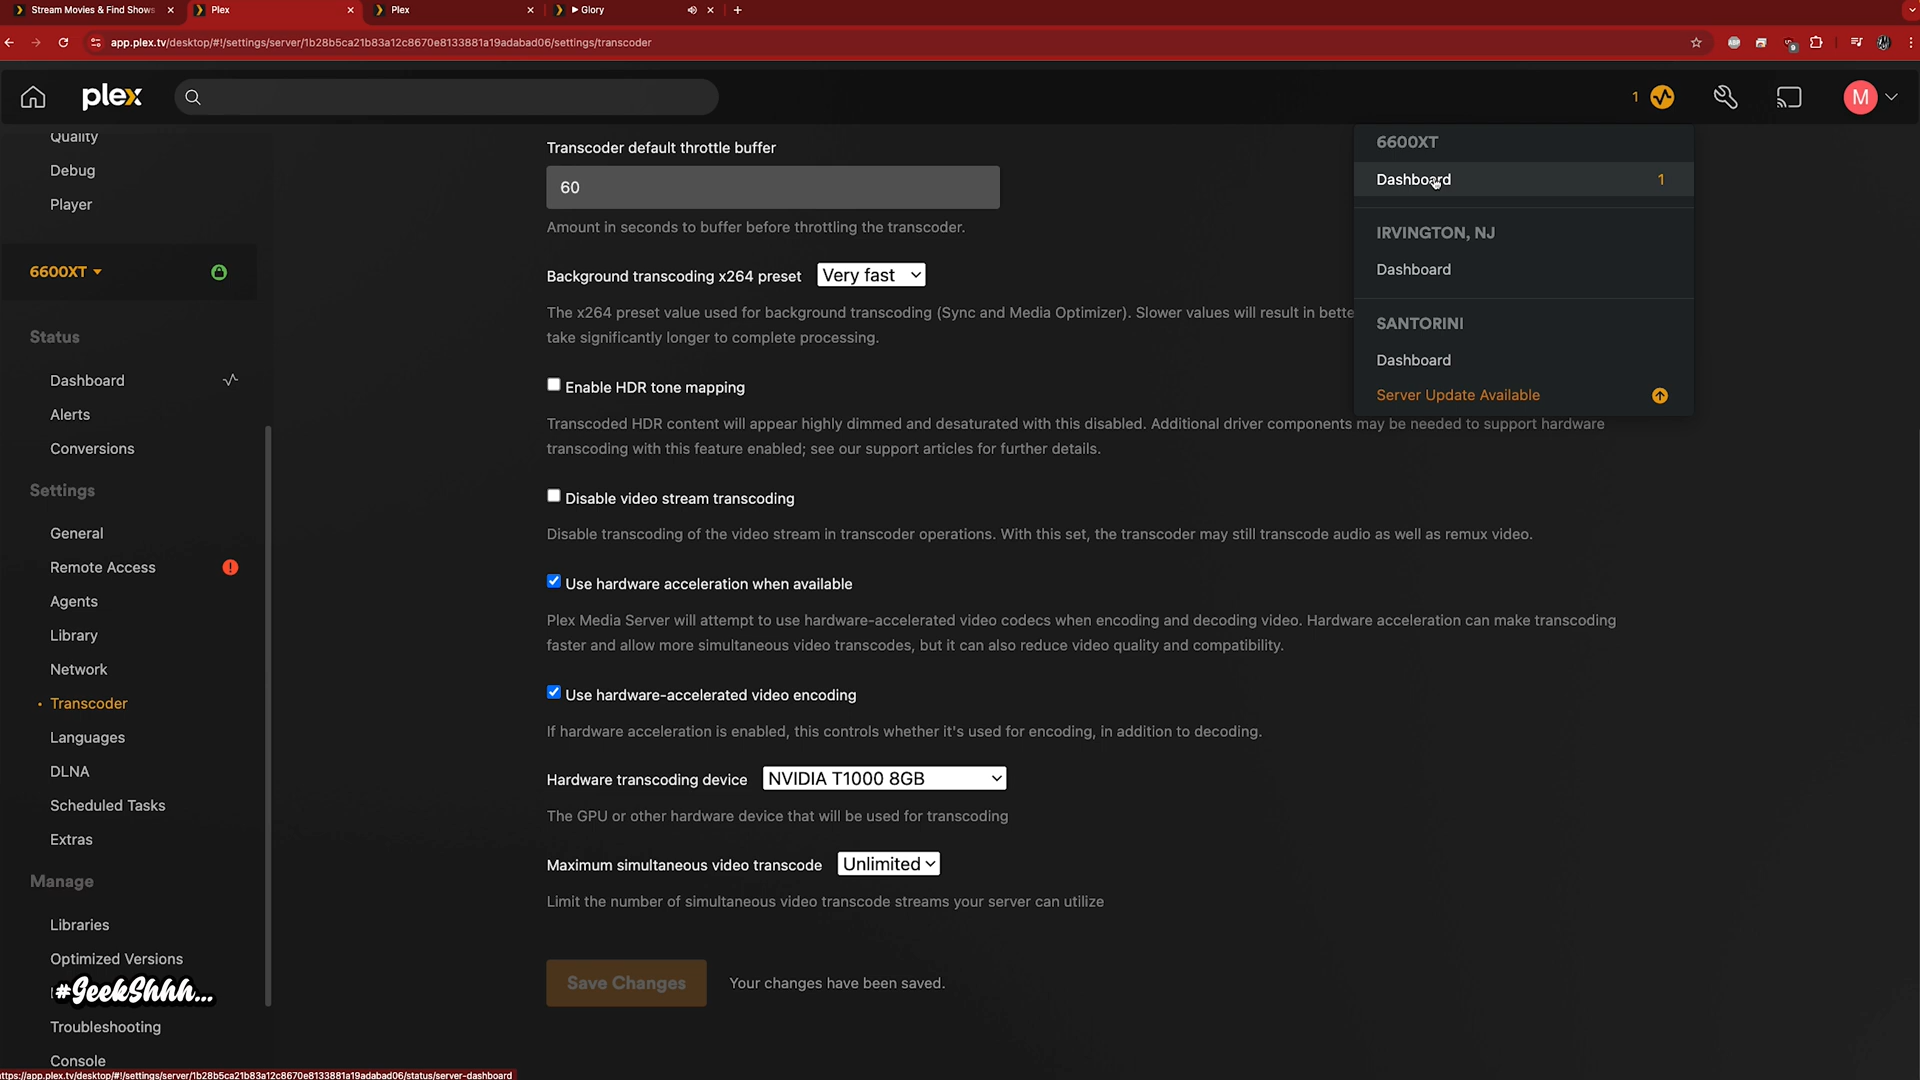 Stream Movies & Find Shows
Plex
Plex
Glory
app.plex.tv/desktop/#!/settings/server/1b28b5ca21b83a12c8670e8133881a19adabad06/settings/transcoder
9
plex
1
M
Quality
Debug
Player
6600XT
Status
Dashboard
Alerts
Conversions
Settings
General
Remote Access
Agents
Library
Network
Transcoder
Languages
DLNA
Scheduled Tasks
Extras
Manage
Libraries
Optimized Versions
#GeekShhh...
Troubleshooting
Console
Transcoder default throttle buffer
60
Amount in seconds to buffer before throttling the transcoder.
Background transcoding x264 preset Very fast
The x264 preset value used for background transcoding (Sync and Media Optimizer). Slower values will result in bette
take significantly longer to complete processing.
Enable HDR tone mapping
Transcoded HDR content will appear highly dimmed and desaturated with this disabled. Additional driver components may be needed to support hardware
transcoding with this feature enabled; see our support articles for further details.
Disable video stream transcoding
Disable transcoding of the video stream in transcoder operations. With this set, the transcoder may still transcode audio as well as remux video.
Use hardware acceleration when available
Plex Media Server will attempt to use hardware-accelerated video codecs when encoding and decoding video. Hardware acceleration can make transcoding
faster and allow more simultaneous video transcodes, but it can also reduce video quality and compatibility.
Use hardware-accelerated video encoding
If hardware acceleration is enabled, this controls whether it's used for encoding, in addition to decoding.
Hardware transcoding device NVIDIA T1000 8GB
The GPU or other hardware device that will be used for transcoding
Maximum simultaneous video transcode Unlimited
Limit the number of simultaneous video transcode streams your server can utilize
Save Changes Your changes have been saved.
6600XT
Dashboard 1
IRVINGTON, NJ
Dashboard
SANTORINI
Dashboard
Server Update Available
ttps://app.plex.tv/desktop/#!/settings/server/1b28b5ca21b83a12c8670e8133881a19adabad06/status/server-dashboard